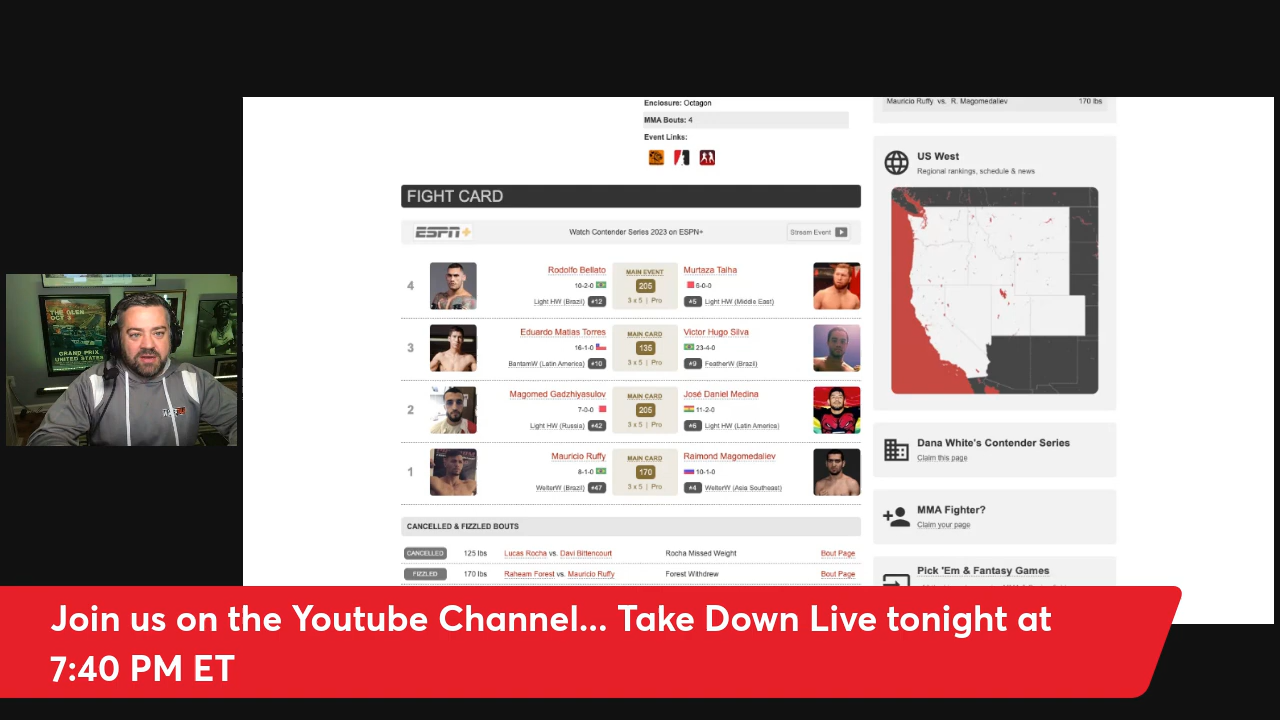 Enclosure: Octagon
MMA Bouts: 4
Event Links:
FIGHT CARD
ESPN+
Watch Contender Series 2023 on ESPN+
Stream Event
4
Rodolfo Bellato
10-2-0
Light HW (Brazil) #12
MAIN EVENT
205
3 x 5 | Pro
Murtaza Talha
#5 Light HW (Middle East)
3
Eduardo Matias Torres
16-1-0
BantamW (Latin America) #10
MAIN CARD
135
3 x 5 | Pro
Victor Hugo Silva
23-4-0
#9 FeatherW (Brazil)
2
Magomed Gadzhiyasulov
7-0-0
Light HW (Russia) #42
MAIN CARD
205
3 x 5 | Pro
José Daniel Medina
11-2-0
#6 Light HW (Latin America)
1
Mauricio Ruffy
8-1-0
WelterW (Brazil) #47
MAIN CARD
170
3 x 5 | Pro
Raimond Magomedaliev
10-1-0
#4 WelterW (Asia Southeast)
CANCELLED & FIZZLED BOUTS
CANCELLED 125 lbs Lucas Rocha vs. Davi Bittencourt Rocha Missed Weight Bout Page
FIZZLED 170 lbs Raheam Forest vs. Mauricio Ruffy Forest Withdrew Bout Page
Mauricio Ruffy vs. R. Magomedaliev 170 lbs
US West
Regional rankings, schedule & news
Dana White's Contender Series
Claim this page
MMA Fighter?
Claim your page
Pick 'Em & Fantasy Games
THE GLEN
GRAND PRIX
UNITED STATES
Join us on the Youtube Channel... Take Down Live tonight at
7:40 PM ET